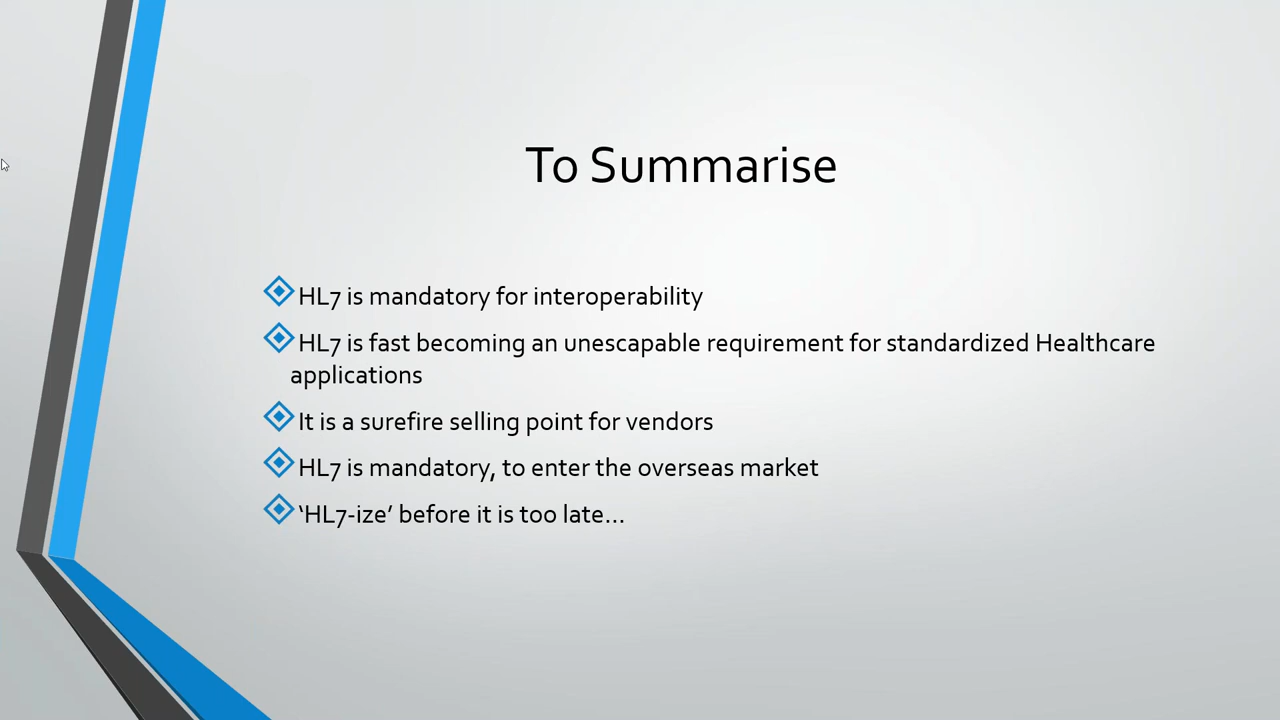 To Summarise
HL7 is mandatory for interoperability
HL7 is fast becoming an unescapable requirement for standardized Healthcare
applications
It is a surefire selling point for vendors
HL7 is mandatory, to enter the overseas market
‘HL7-ize’ before it is too late...